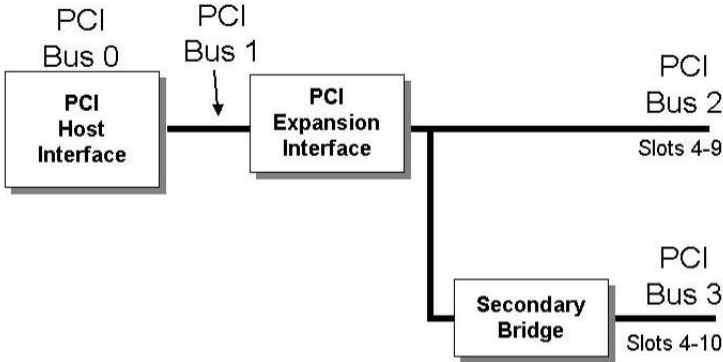 PCI
Bus 0
PCI
Host
Interface
PCI
Bus 1
PCI
Expansion
Interface
PCI
Bus 2
Slots 4-9
Secondary
Bridge
PCI
Bus 3
Slots 4-10